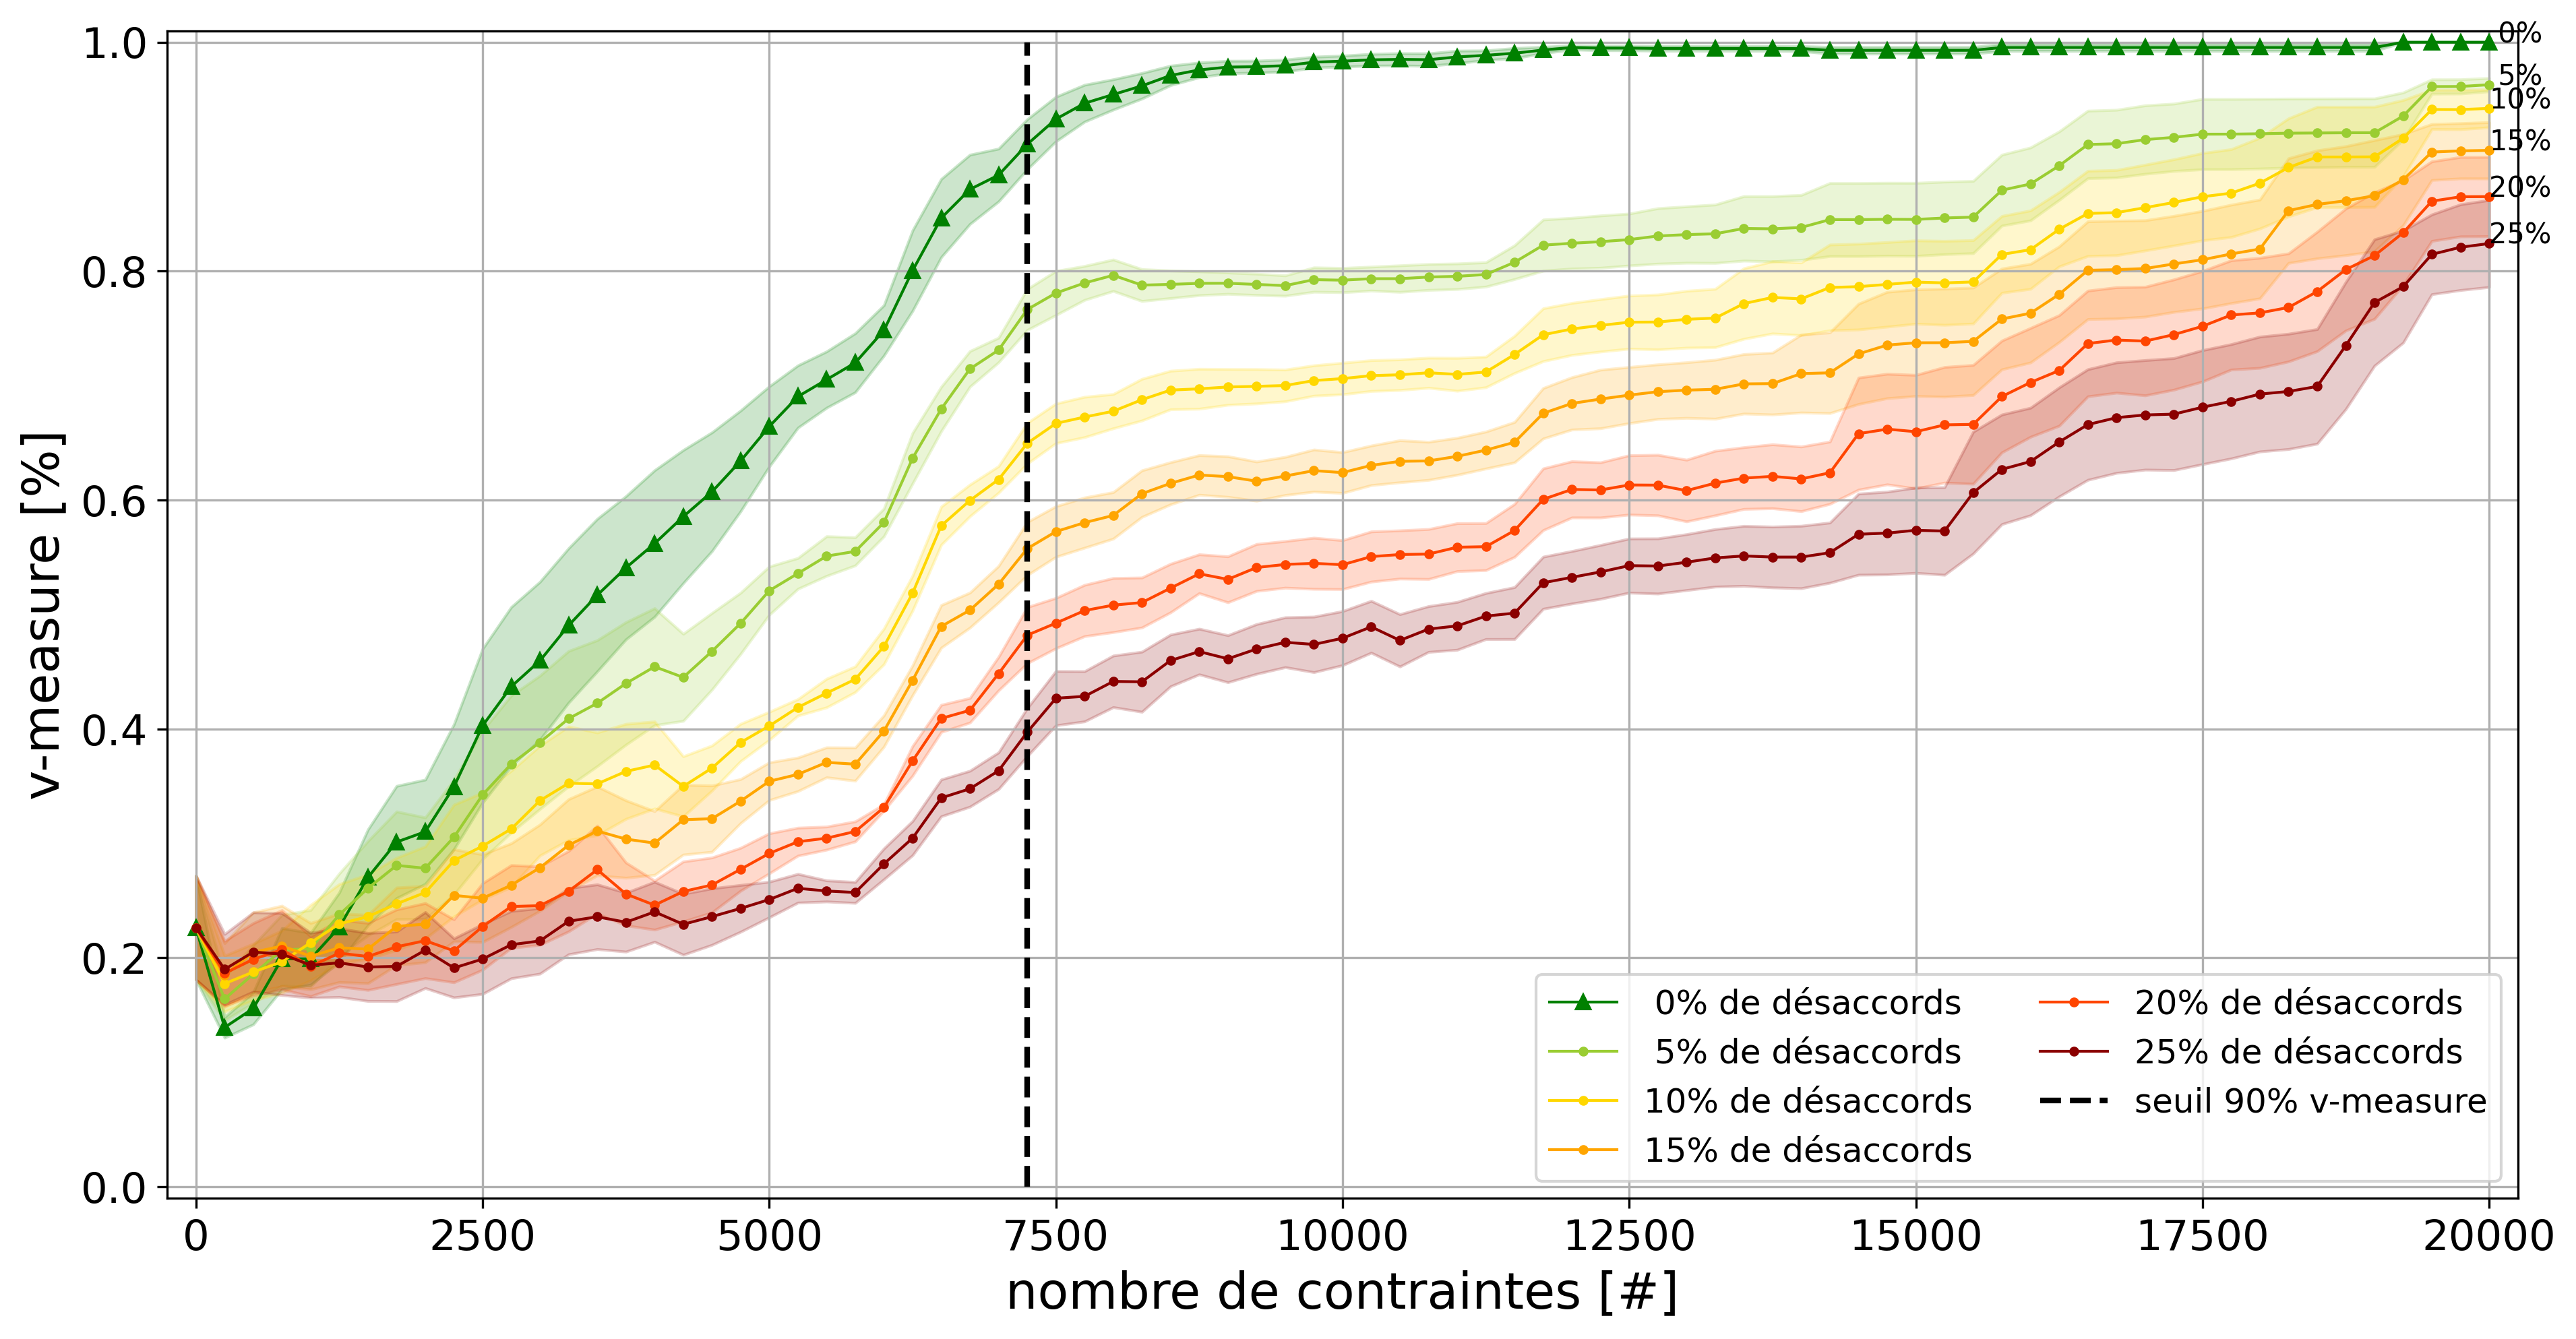 v-measure [%]
1.0
0.8
0.6
0.4
0.2
0.0
0%
5%
10%
15%
20%
25%
0% de désaccords
5% de désaccords
10% de désaccords
15% de désaccords
20% de désaccords
25% de désaccords
seuil 90% v-measure
0 2500 5000 7500 10000 12500 15000 17500 20000
nombre de contraintes [#]